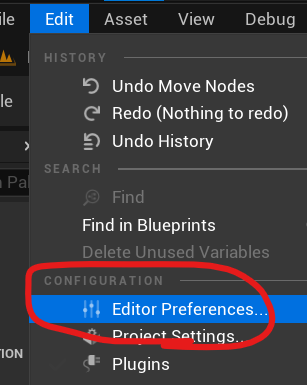 le
Edit
Asset
View
Debug
HISTORY
Undo Move Nodes
Redo (Nothing to redo)
Undo History
le
SEARCH
Find
Find in Blueprints
Delete Unused Variables
CONFIGURATION
Editor Preferences...
Project Settings...
Plugins
TION